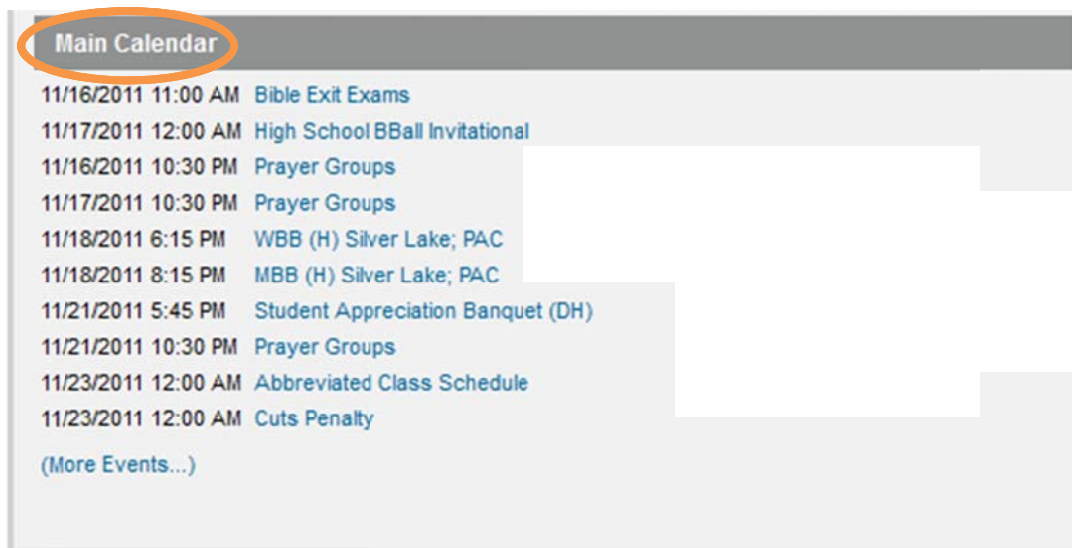 Main Calendar
11/16/2011 11:00 AM Bible Exit Exams
11/17/2011 12:00 AM High School BBall Invitational
11/16/2011 10:30 PM Prayer Groups
11/17/2011 10:30 PM Prayer Groups
11/18/2011 6:15 PM WBB (H) Silver Lake; PAC
11/18/2011 8:15 PM MBB (H) Silver Lake; PAC
11/21/2011 5:45 PM Student Appreciation Banquet (DH)
11/21/2011 10:30 PM Prayer Groups
11/23/2011 12:00 AM Abbreviated Class Schedule
11/23/2011 12:00 AM Cuts Penalty
(More Events...)